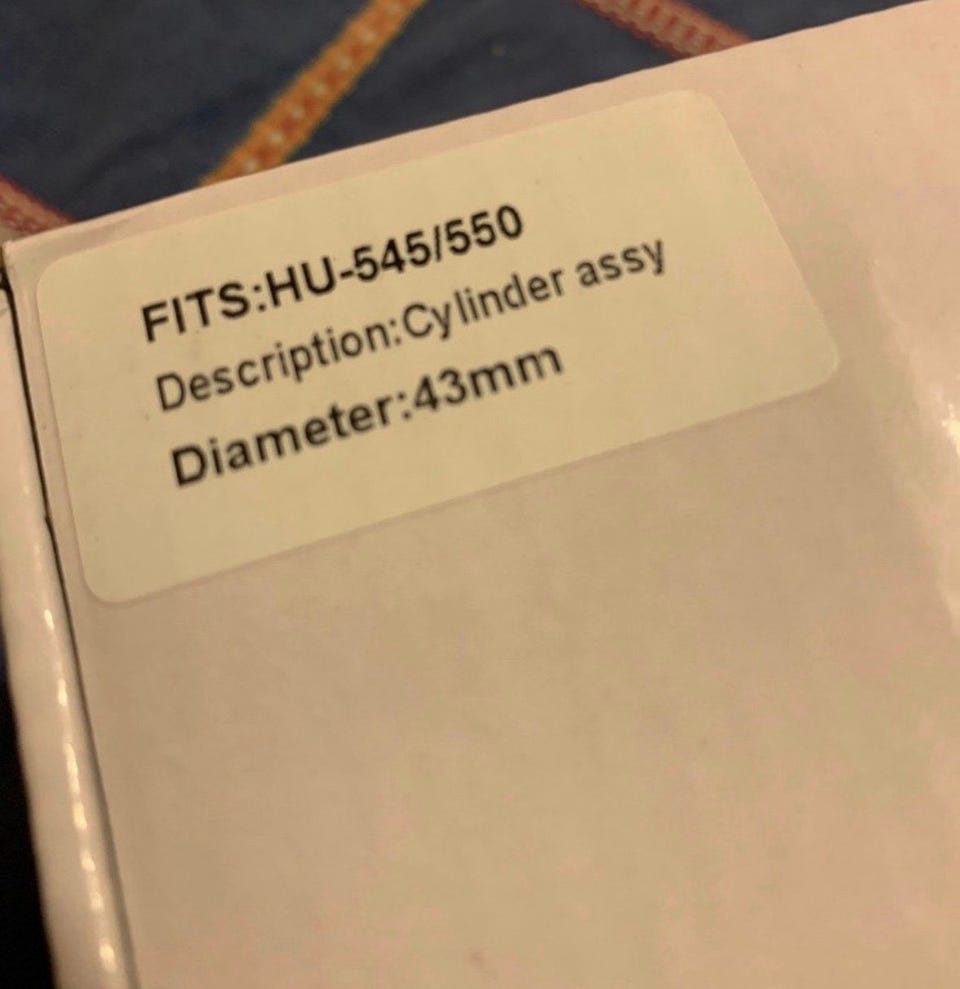 FITS:HU-545/550
Description:Cylinder assy
Diameter:43mm